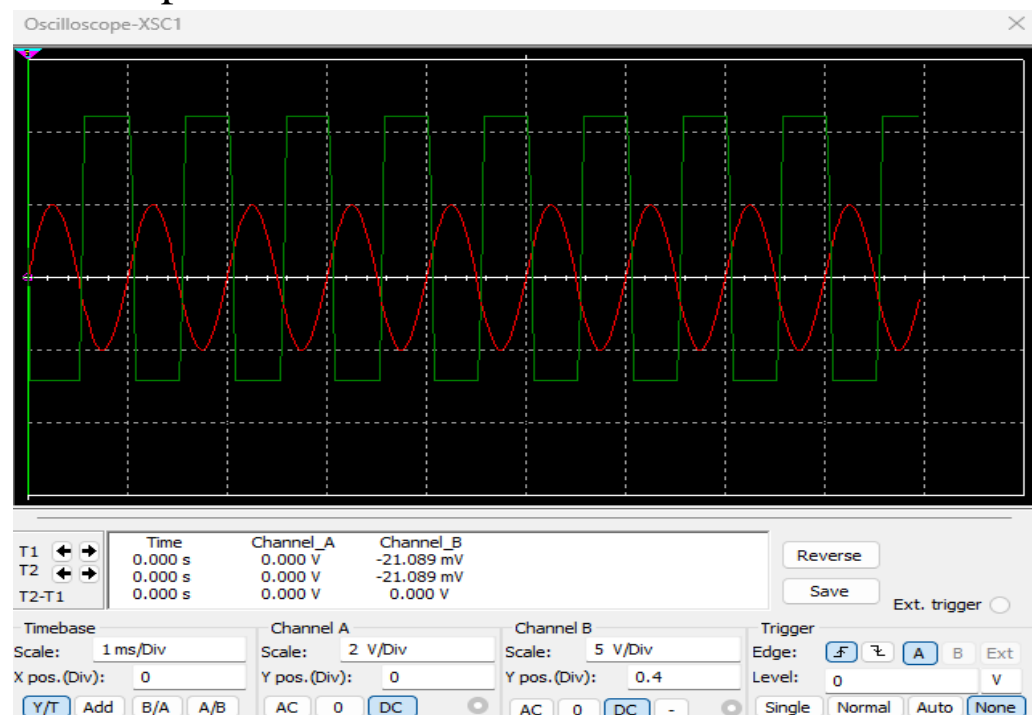 Oscilloscope-XSC1
Time Channel_A Channel_B
T1 0.000 s 0.000 V -21.089 mV
T2 0.000 s 0.000 V -21.089 mV
T2-T1 0.000 s 0.000 V 0.000 V
Reverse
Save
Ext. trigger
Timebase
Scale: 1 ms/Div
X pos.(Div): 0
Y/T Add B/A A/B
Channel A
Scale: 2 V/Div
Y pos.(Div): 0
AC 0 DC
Channel B
Scale: 5 V/Div
Y pos.(Div): 0.4
AC 0 DC -
Trigger
Edge: A B Ext
Level: 0 V
Single Normal Auto None